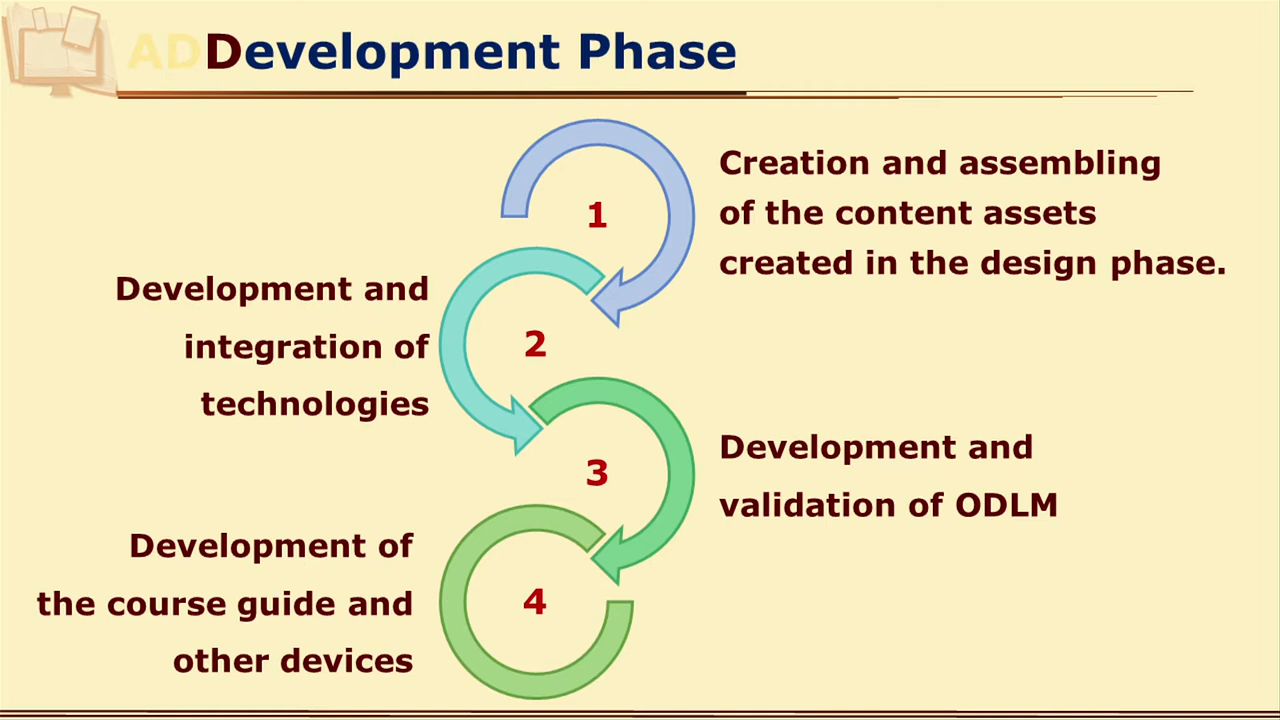 ADDevelopment Phase
1
Creation and assembling
of the content assets
created in the design phase.
2
Development and
integration of
technologies
3
Development and
validation of ODLM
4
Development of
the course guide and
other devices